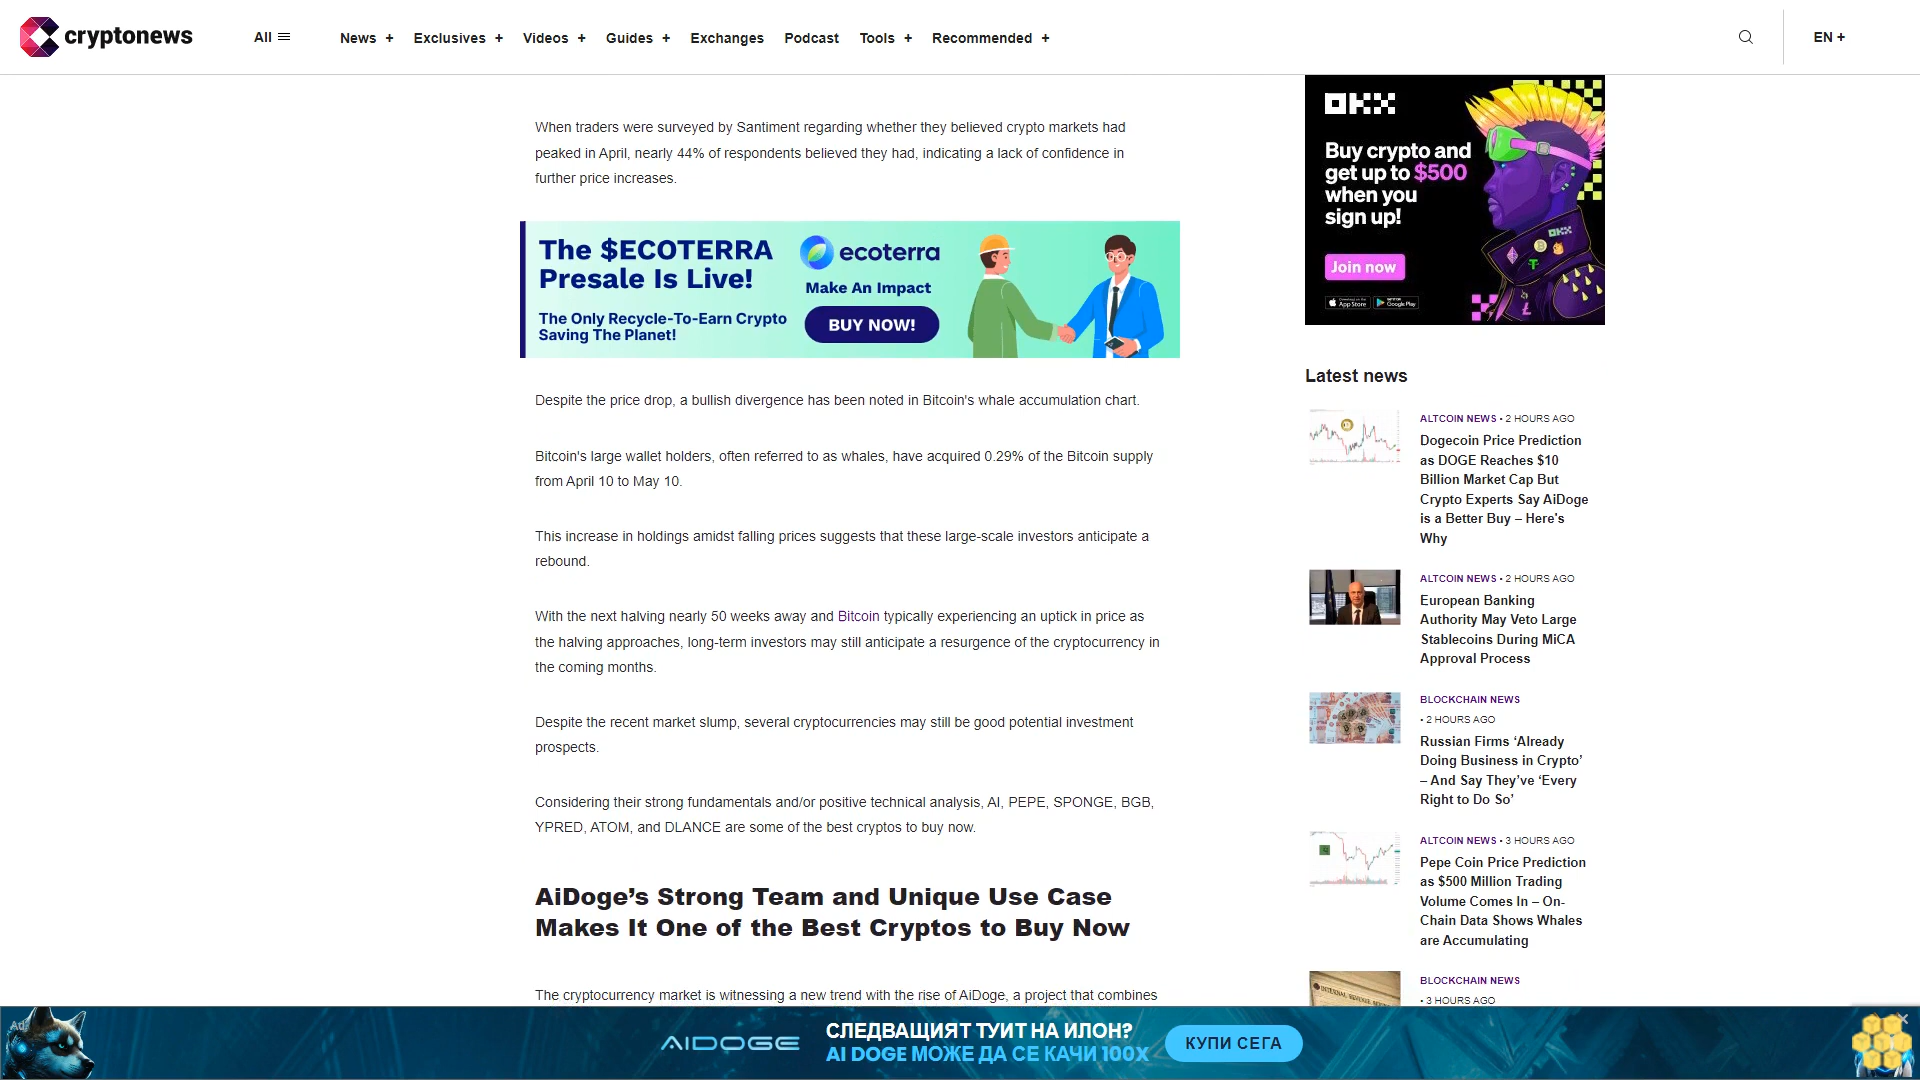 cryptonews
All
News +
Exclusives +
Videos +
Guides +
Exchanges
Podcast
Tools +
Recommended +
EN +
When traders were surveyed by Santiment regarding whether they believed crypto markets had
peaked in April, nearly 44% of respondents believed they had, indicating a lack of confidence in
further price increases.
The $ECOTERRA
Presale Is Live!
The Only Recycle-To-Earn Crypto
Saving The Planet!
ecoterra
Make An Impact
BUY NOW!
Despite the price drop, a bullish divergence has been noted in Bitcoin's whale accumulation chart.
Bitcoin's large wallet holders, often referred to as whales, have acquired 0.29% of the Bitcoin supply
from April 10 to May 10.
This increase in holdings amidst falling prices suggests that these large-scale investors anticipate a
rebound.
With the next halving nearly 50 weeks away and Bitcoin typically experiencing an uptick in price as
the halving approaches, long-term investors may still anticipate a resurgence of the cryptocurrency in
the coming months.
Despite the recent market slump, several cryptocurrencies may still be good potential investment
prospects.
Considering their strong fundamentals and/or positive technical analysis, AI, PEPE, SPONGE, BGB,
YPRED, ATOM, and DLANCE are some of the best cryptos to buy now.
AiDoge’s Strong Team and Unique Use Case
Makes It One of the Best Cryptos to Buy Now
The cryptocurrency market is witnessing a new trend with the rise of AiDoge, a project that combines
OKX
Buy crypto and
get up to $500
when you
sign up!
Join now
App Store
Google Play
OKX
Latest news
ALTCOIN NEWS • 2 HOURS AGO
Dogecoin Price Prediction
as DOGE Reaches $10
Billion Market Cap But
Crypto Experts Say AiDoge
is a Better Buy – Here's
Why
ALTCOIN NEWS • 2 HOURS AGO
European Banking
Authority May Veto Large
Stablecoins During MiCA
Approval Process
BLOCKCHAIN NEWS
• 2 HOURS AGO
Russian Firms ‘Already
Doing Business in Crypto’
– And Say They’ve ‘Every
Right to Do So’
ALTCOIN NEWS • 3 HOURS AGO
Pepe Coin Price Prediction
as $500 Million Trading
Volume Comes In – On-
Chain Data Shows Whales
are Accumulating
BLOCKCHAIN NEWS
• 3 HOURS AGO
Ad
AIDOGE
СЛЕДВАЩИЯТ ТУИТ НА ИЛОН?
AI DOGE МОЖЕ ДА СЕ КАЧИ 100X
КУПИ СЕГА